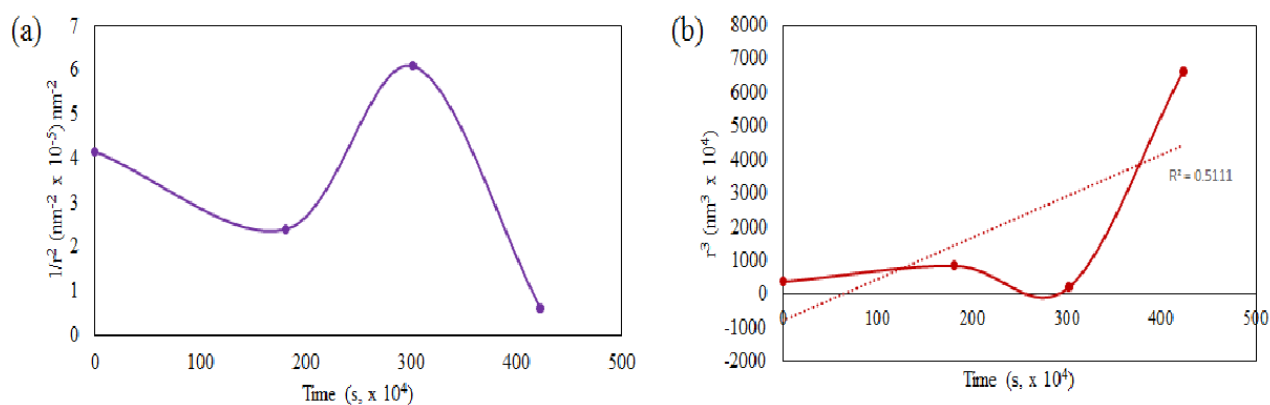 (a)
7
6
5
4
3
2
1
0
1/r² (nm⁻² x 10⁻⁵) nm⁻²
0 100 200 300 400 500
Time (s, x 10⁴)
(b)
8000
7000
6000
5000
4000
3000
2000
1000
0
-1000
-2000
r³ (nm³ x 10⁴)
R² = 0.5111
100 200 300 400 500
Time (s, x 10⁴)